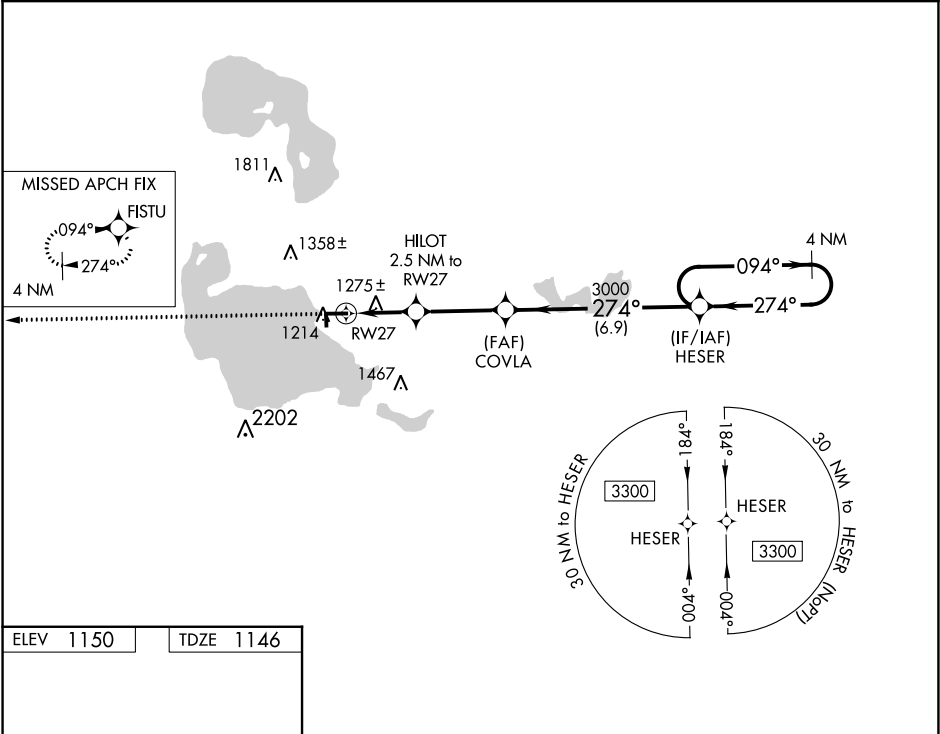 1811
MISSED APCH FIX
FISTU
094°
274°
4 NM
1358±
HILOT
2.5 NM to
RW27
1275±
1214
RW27
(FAF)
COVLA
3000
274°
(6.9)
4 NM
094°
274°
(IF/IAF)
HESER
1467
2202
30 NM to HESER
184°
3300
HESER
004°
184°
HESER
3300
004°
30 NM to HESER (NoPT)
ELEV 1150
TDZE 1146